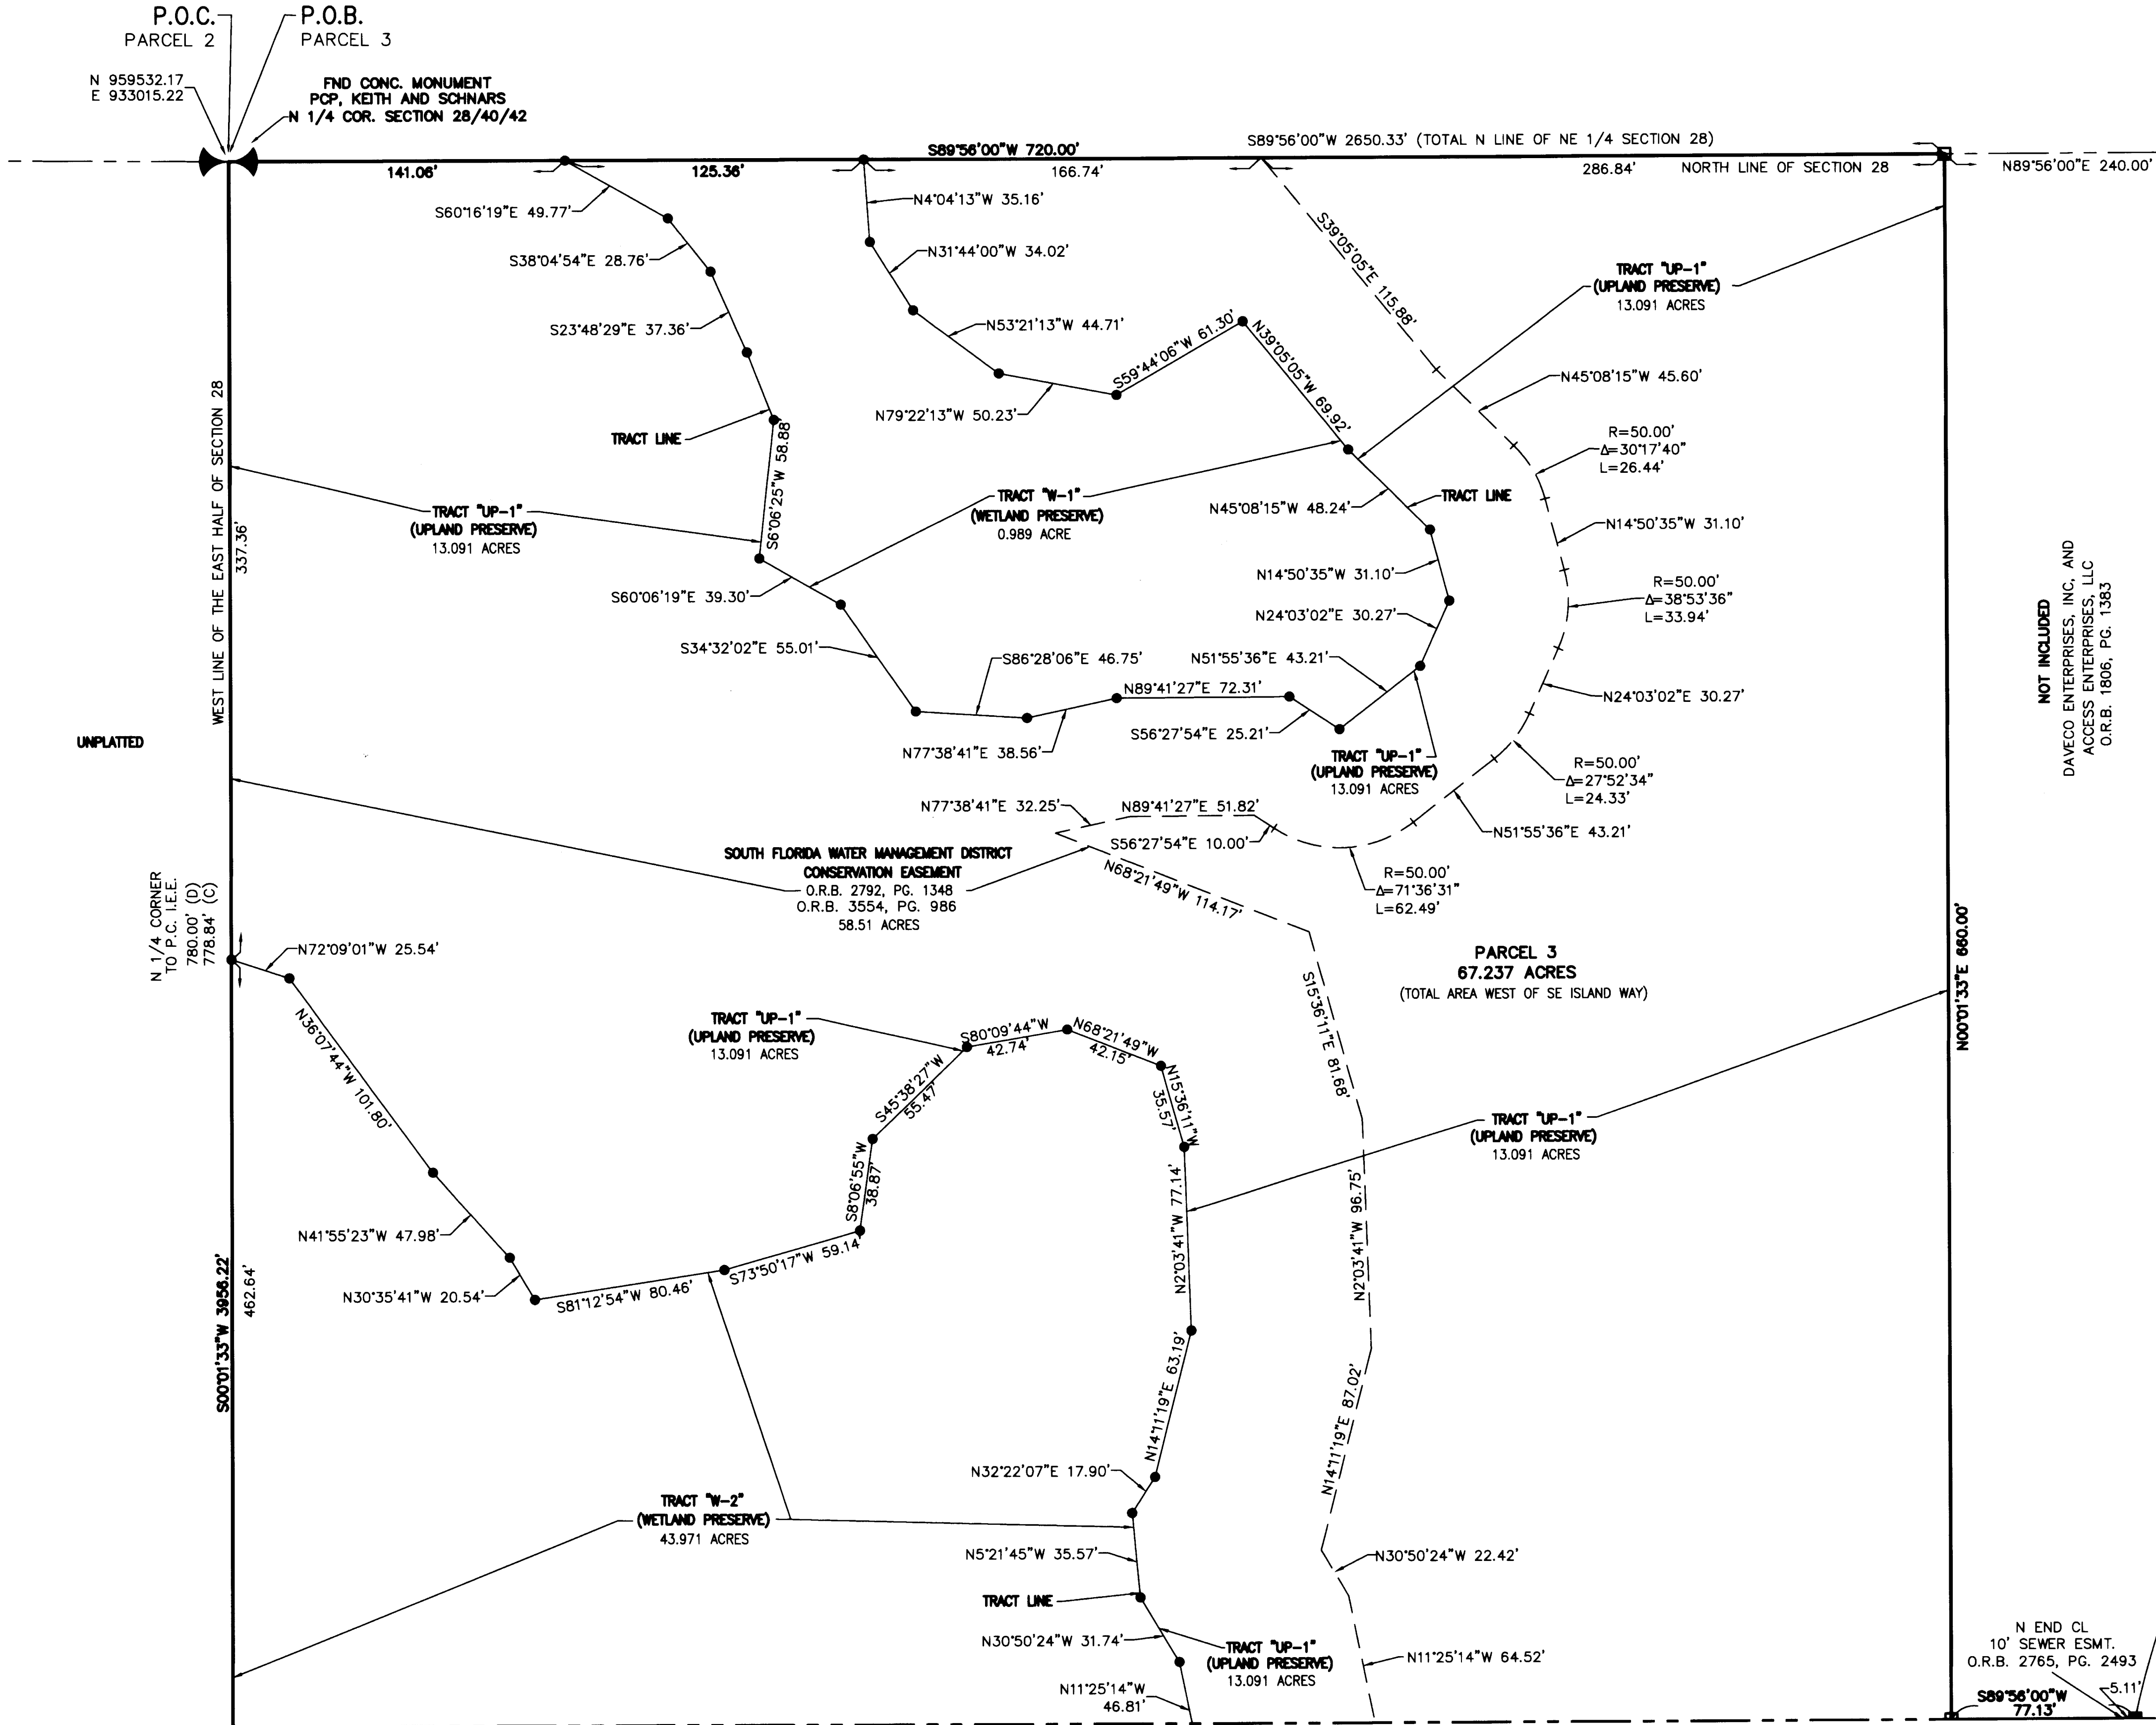 P.O.C.
PARCEL 2
P.O.B.
PARCEL 3
N 959532.17
E 933015.22
FND CONC. MONUMENT
PCP, KEITH AND SCHNARS
N 1/4 COR. SECTION 28/40/42
S89°56'00"W 720.00'
S89°56'00"W 2650.33' (TOTAL N LINE OF NE 1/4 SECTION 28)
141.06'
125.36'
166.74'
286.84'
NORTH LINE OF SECTION 28
N89°56'00"E 240.00'
S60°16'19"E 49.77'
N4°04'13"W 35.16'
S38°04'54"E 28.76'
N31°44'00"W 34.02'
S39°05'05"E 115.88'
TRACT "UP-1"
(UPLAND PRESERVE)
13.091 ACRES
S23°48'29"E 37.36'
N53°21'13"W 44.71'
S59°44'06"W 61.30'
N39°05'05"W 69.92'
N79°22'13"W 50.23'
N45°08'15"W 45.60'
TRACT LINE
S6°06'25"W 58.88'
R=50.00'
Δ=30°17'40"
L=26.44'
WEST LINE OF THE EAST HALF OF SECTION 28
337.36'
TRACT "UP-1"
(UPLAND PRESERVE)
13.091 ACRES
TRACT "W-1"
(WETLAND PRESERVE)
0.989 ACRE
N45°08'15"W 48.24'
TRACT LINE
N14°50'35"W 31.10'
N14°50'35"W 31.10'
S60°06'19"E 39.30'
N24°03'02"E 30.27'
R=50.00'
Δ=38°53'36"
L=33.94'
NOT INCLUDED
DAVECO ENTERPRISES, INC, AND
ACCESS ENTERPRISES, LLC
O.R.B. 1806, PG. 1383
S34°32'02"E 55.01'
S86°28'06"E 46.75'
N51°55'36"E 43.21'
N89°41'27"E 72.31'
N24°03'02"E 30.27'
UNPLATTED
N77°38'41"E 38.56'
S56°27'54"E 25.21'
TRACT "UP-1"
(UPLAND PRESERVE)
13.091 ACRES
R=50.00'
Δ=27°52'34"
L=24.33'
N77°38'41"E 32.25'
N89°41'27"E 51.82'
S56°27'54"E 10.00'
N51°55'36"E 43.21'
SOUTH FLORIDA WATER MANAGEMENT DISTRICT
CONSERVATION EASEMENT
O.R.B. 2792, PG. 1348
O.R.B. 3554, PG. 986
58.51 ACRES
N68°21'49"W 114.17'
R=50.00'
Δ=71°36'31"
L=62.49'
N 1/4 CORNER
TO P.C. I.E.E.
780.00' (D)
778.84' (C)
N72°09'01"W 25.54'
PARCEL 3
67.237 ACRES
(TOTAL AREA WEST OF SE ISLAND WAY)
N00°01'33"E 660.00'
N36°07'44"W 101.80'
TRACT "UP-1"
(UPLAND PRESERVE)
13.091 ACRES
S80°09'44"W
42.74'
N68°21'49"W
42.15'
S15°36'11"E 81.68'
S45°38'27"W
55.47'
N15°36'11"W
35.57'
TRACT "UP-1"
(UPLAND PRESERVE)
13.091 ACRES
S8°06'55"W
38.87'
N2°03'41"W 77.14'
N2°03'41"W 96.75'
N41°55'23"W 47.98'
S73°50'17"W 59.14'
N30°35'41"W 20.54'
S81°12'54"W 80.46'
S00°01'33"W 3956.22'
462.64'
N14°11'19"E 63.19'
N14°11'19"E 87.02'
N32°22'07"E 17.90'
TRACT "W-2"
(WETLAND PRESERVE)
43.971 ACRES
N5°21'45"W 35.57'
N30°50'24"W 22.42'
TRACT LINE
N30°50'24"W 31.74'
TRACT "UP-1"
(UPLAND PRESERVE)
13.091 ACRES
N11°25'14"W 64.52'
N11°25'14"W
46.81'
N END CL
10' SEWER ESMT.
O.R.B. 2765, PG. 2493
S89°56'00"W
77.13'
5.11'